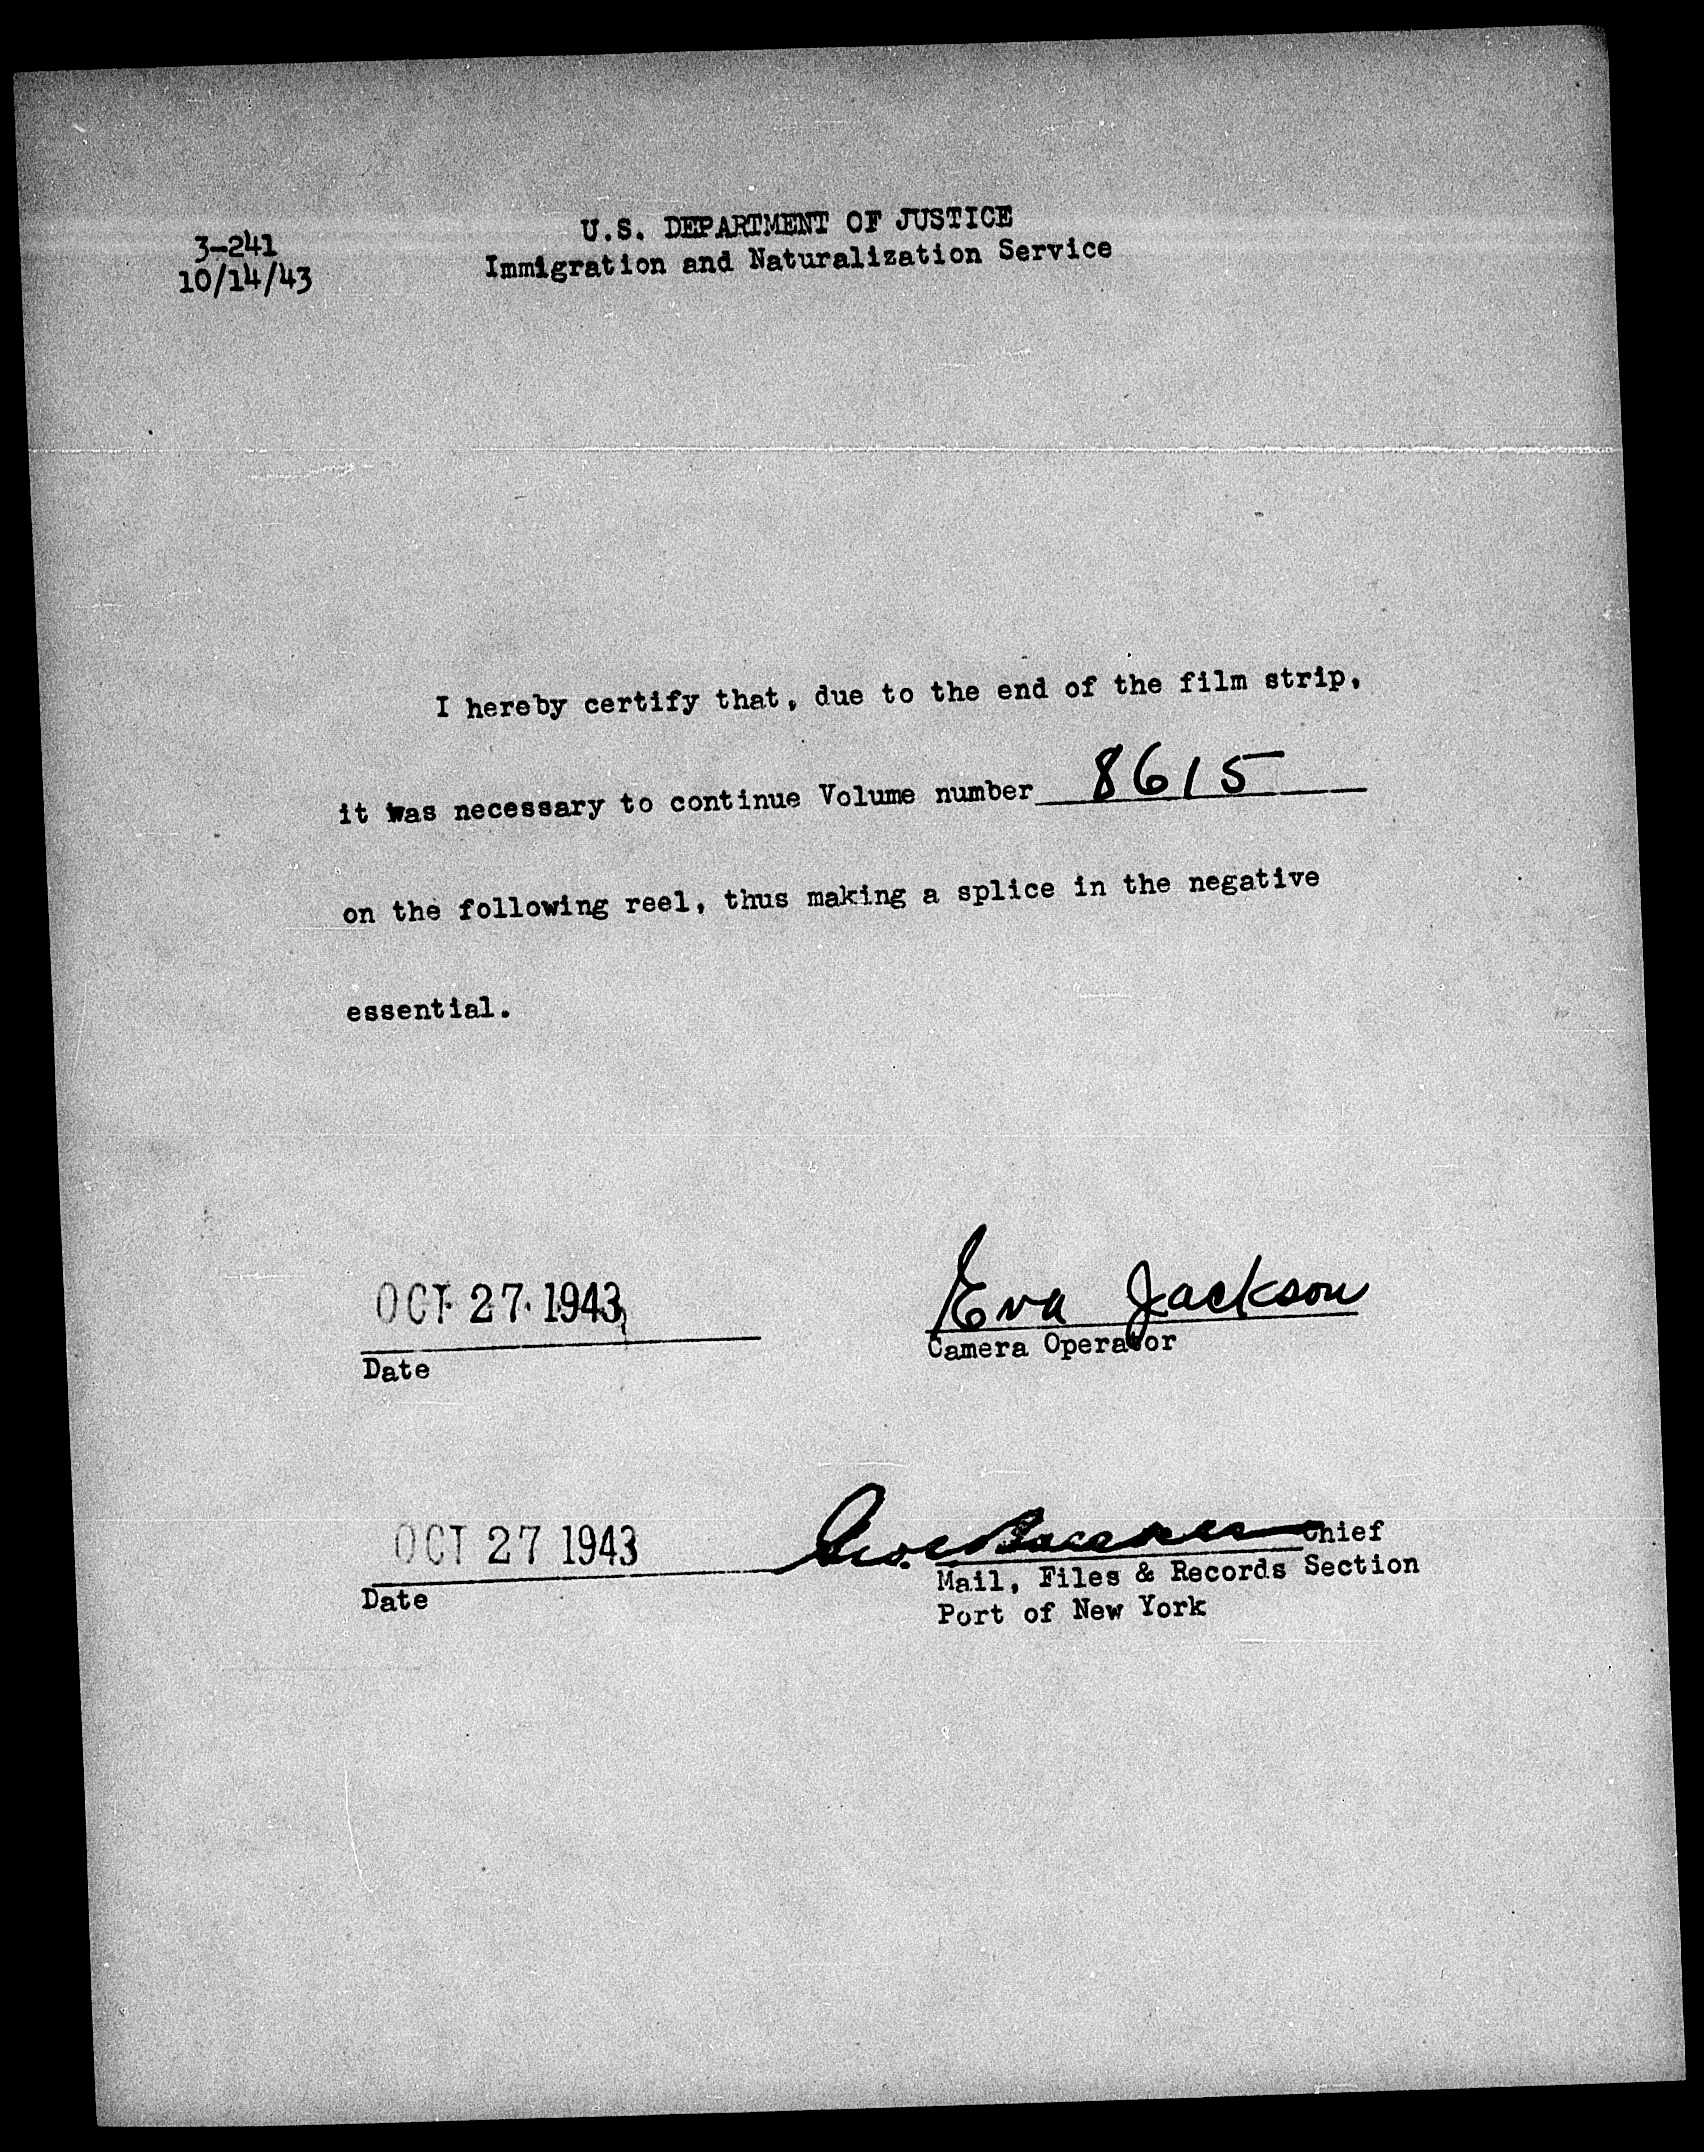 3-241
10/14/43
U.S. DEPARTMENT OF JUSTICE
Immigration and Naturalization Service
I hereby certify that, due to the end of the film strip,
it was necessary to continue Volume number 8615
on the following reel, thus making a splice in the negative
essential.
OCT 27 1943
Date
Eva Jackson
Camera Operator
OCT 27 1943
Date
Chief
Mail, Files & Records Section
Port of New York